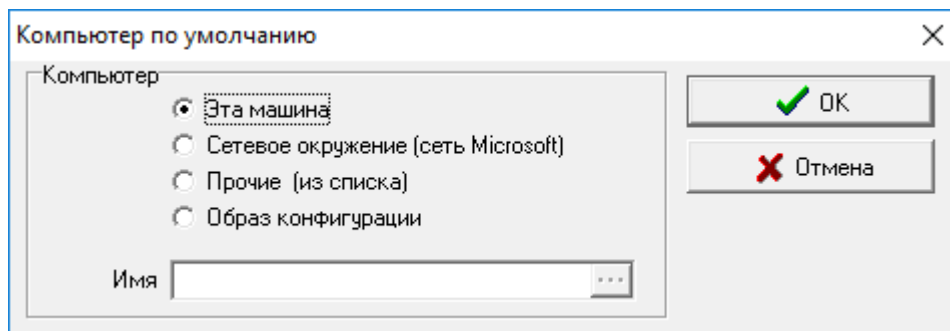 Компьютер по умолчанию
Компьютер
Эта машина
Сетевое окружение (сеть Microsoft)
Прочие (из списка)
Образ конфигурации
Имя
...
OK
Отмена